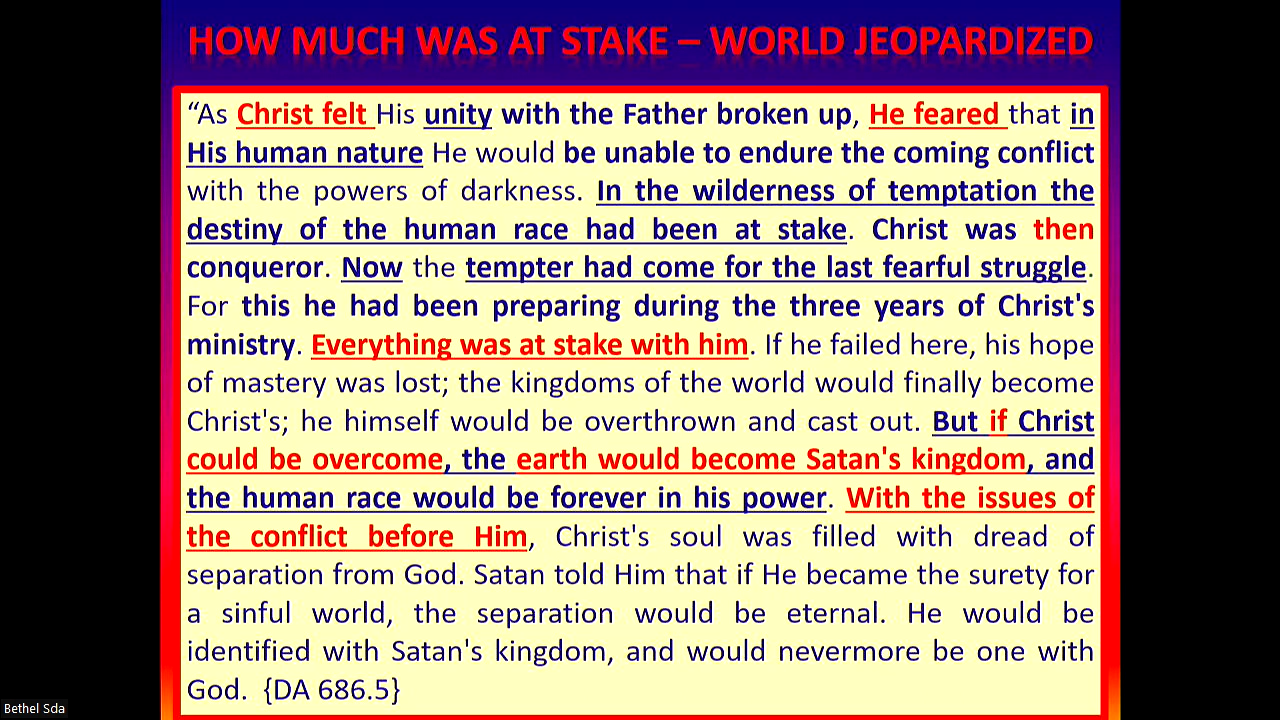 HOW MUCH WAS AT STAKE – WORLD JEOPARDIZED
“As Christ felt His unity with the Father broken up, He feared that in
His human nature He would be unable to endure the coming conflict
with the powers of darkness. In the wilderness of temptation the
destiny of the human race had been at stake. Christ was then
conqueror. Now the tempter had come for the last fearful struggle.
For this he had been preparing during the three years of Christ's
ministry. Everything was at stake with him. If he failed here, his hope
of mastery was lost; the kingdoms of the world would finally become
Christ's; he himself would be overthrown and cast out. But if Christ
could be overcome, the earth would become Satan's kingdom, and
the human race would be forever in his power. With the issues of
the conflict before Him, Christ's soul was filled with dread of
separation from God. Satan told Him that if He became the surety for
a sinful world, the separation would be eternal. He would be
identified with Satan's kingdom, and would nevermore be one with
God. {DA 686.5}
Bethel Sda